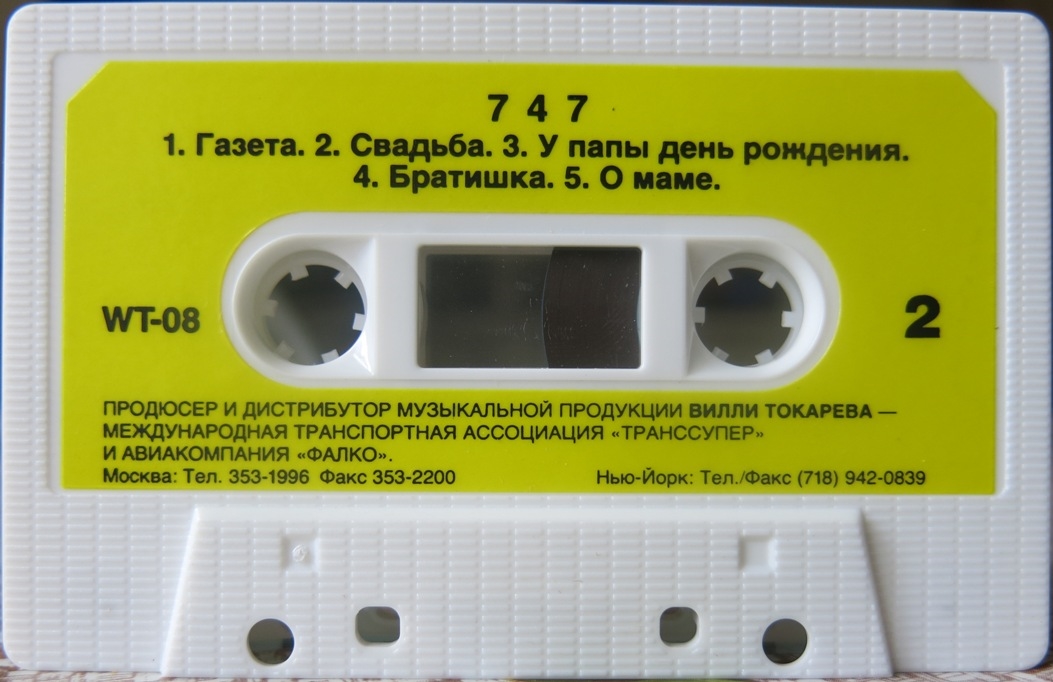 7 4 7
1. Газета. 2. Свадьба. 3. У папы день рождения.
4. Братишка. 5. О маме.
WT-08
2
ПРОДЮСЕР И ДИСТРИБУТОР МУЗЫКАЛЬНОЙ ПРОДУКЦИИ ВИЛЛИ ТОКАРЕВА —
МЕЖДУНАРОДНАЯ ТРАНСПОРТНАЯ АССОЦИАЦИЯ «ТРАНССУПЕР»
И АВИАКОМПАНИЯ «ФАЛКО».
Москва: Тел. 353-1996 Факс 353-2200 Нью-Йорк: Тел./Факс (718) 942-0839